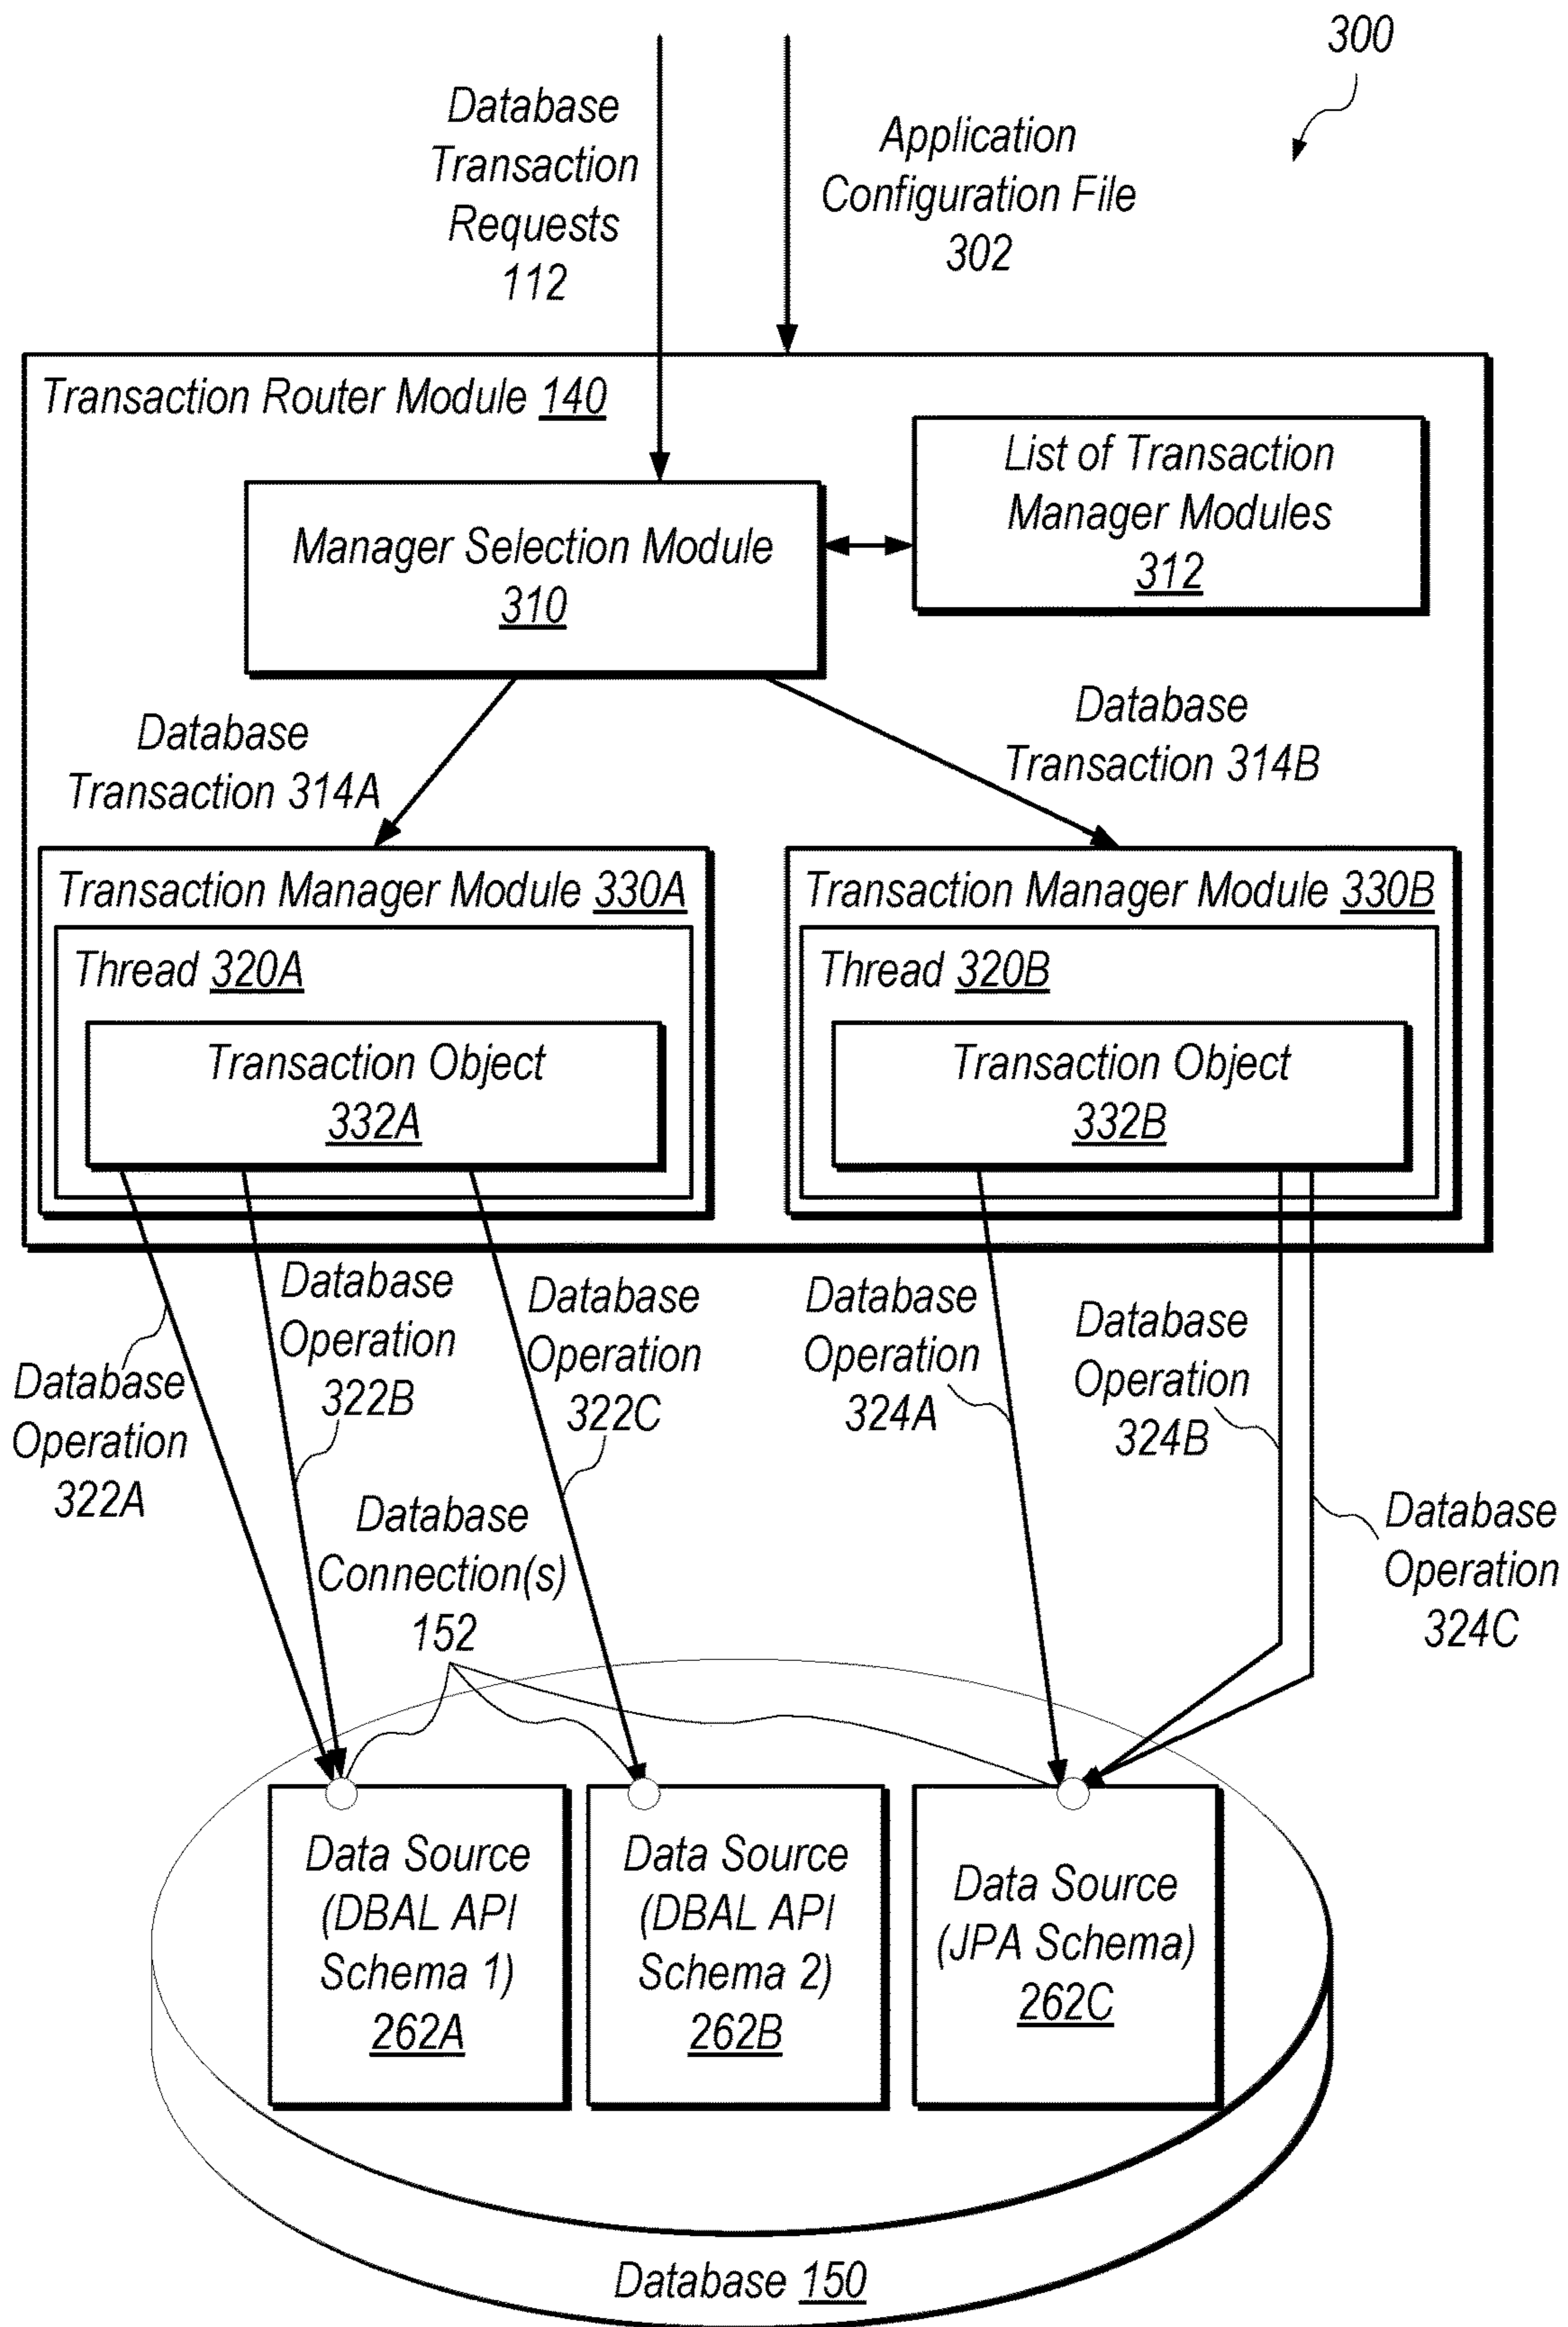 300
Database
Transaction
Requests
112
Application
Configuration File
302
Transaction Router Module 140
List of Transaction
Manager Modules
312
Manager Selection Module
310
Database
Transaction 314A
Database
Transaction 314B
Transaction Manager Module 330A
Thread 320A
Transaction Object
332A
Transaction Manager Module 330B
Thread 320B
Transaction Object
332B
Database
Operation
322A
Database
Operation
322B
Database
Operation
322C
Database
Operation
324A
Database
Operation
324B
Database
Operation
324C
Database
Connection(s)
152
Data Source
(DBAL API
Schema 1)
262A
Data Source
(DBAL API
Schema 2)
262B
Data Source
(JPA Schema)
262C
Database 150